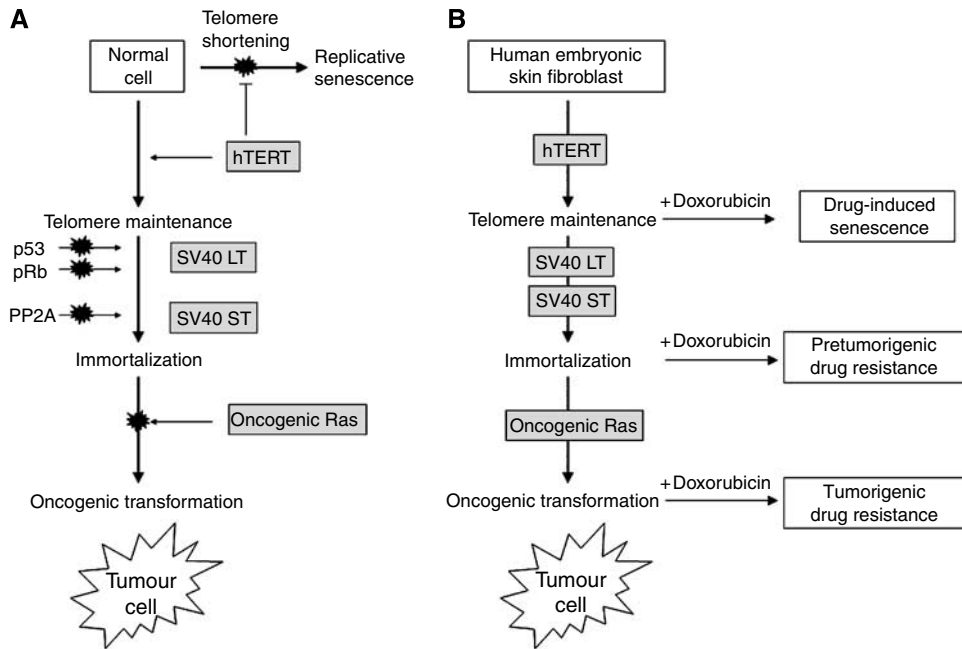 A
Telomere
shortening
Normal
cell
Replicative
senescence
hTERT
Telomere maintenance
p53
pRb
SV40 LT
PP2A
SV40 ST
Immortalization
Oncogenic Ras
Oncogenic transformation
Tumour
cell
B
Human embryonic
skin fibroblast
hTERT
Telomere maintenance
+Doxorubicin
Drug-induced
senescence
SV40 LT
SV40 ST
Immortalization
+Doxorubicin
Pretumorigenic
drug resistance
Oncogenic Ras
Oncogenic transformation
+Doxorubicin
Tumorigenic
drug resistance
Tumour
cell